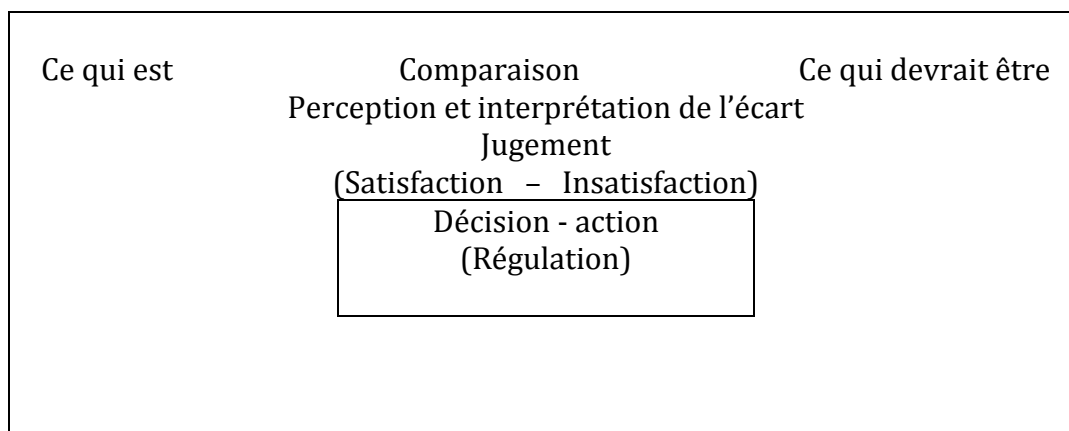 Ce qui est Comparaison Ce qui devrait être
Perception et interprétation de l’écart
Jugement
(Satisfaction – Insatisfaction)
Décision - action
(Régulation)